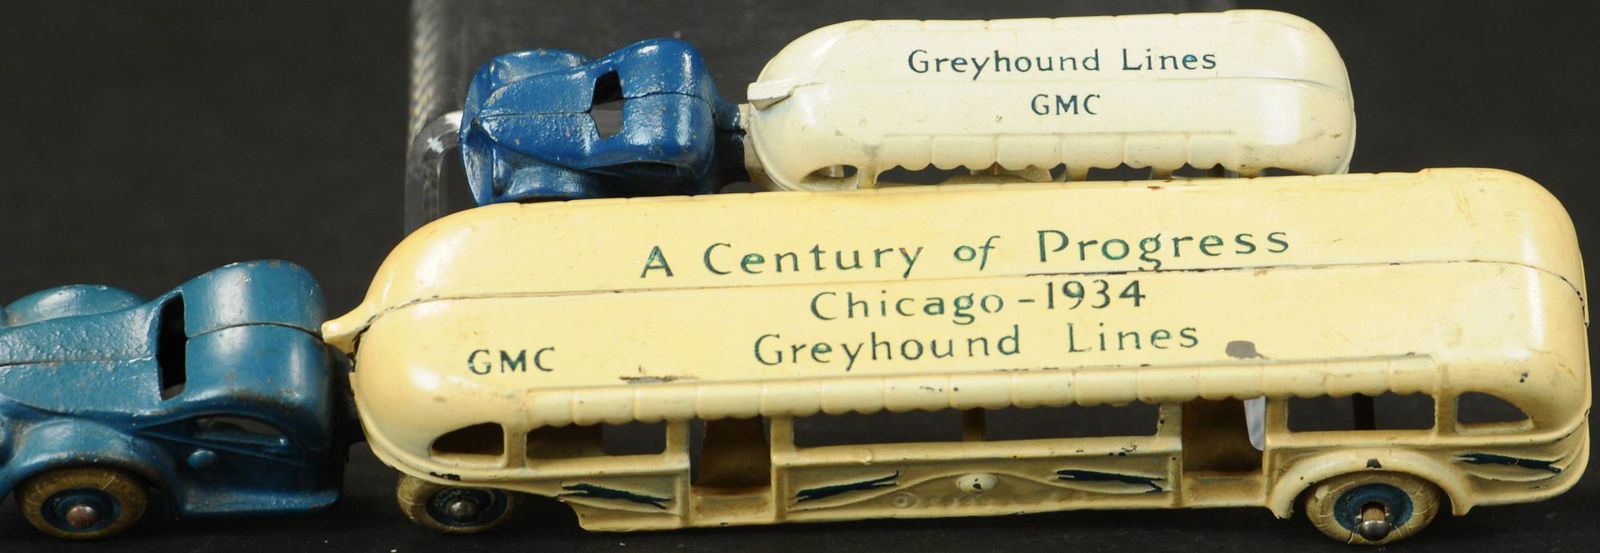 Greyhound Lines
GMC
A Century of Progress
Chicago-1934
Greyhound Lines
GMC